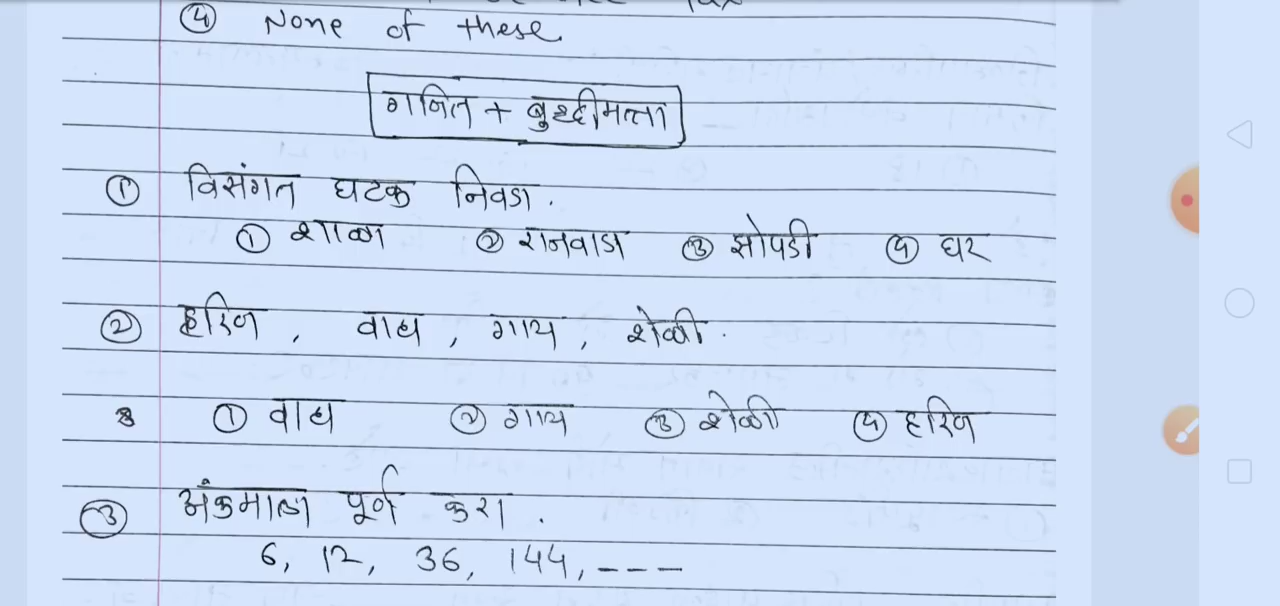 ④ None of these
गणित + बुध्दीमत्ता
① विसंगत घटक निवडा.
① शाळा ② राजवाडा ③ झोपडी ④ घर
② हरिण, वाघ, गाय, शेळी.
① वाघ ② गाय ③ शेळी ④ हरिण
③ अंकमाला पूर्ण करा.
6, 12, 36, 144, ---